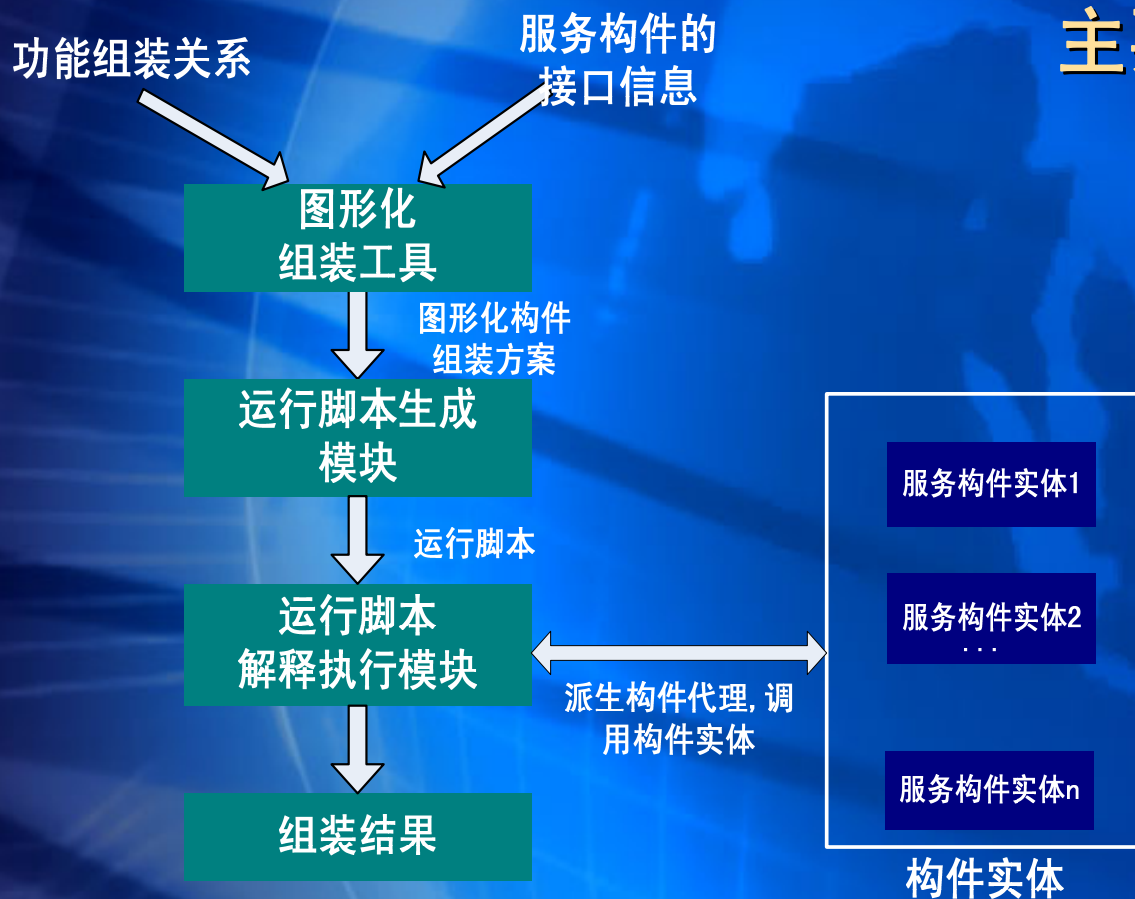 功能组装关系
服务构件的
接口信息
主
图形化
组装工具
图形化构件
组装方案
运行脚本生成
模块
运行脚本
运行脚本
解释执行模块
派生构件代理,调
用构件实体
组装结果
服务构件实体1
服务构件实体2
...
服务构件实体n
构件实体